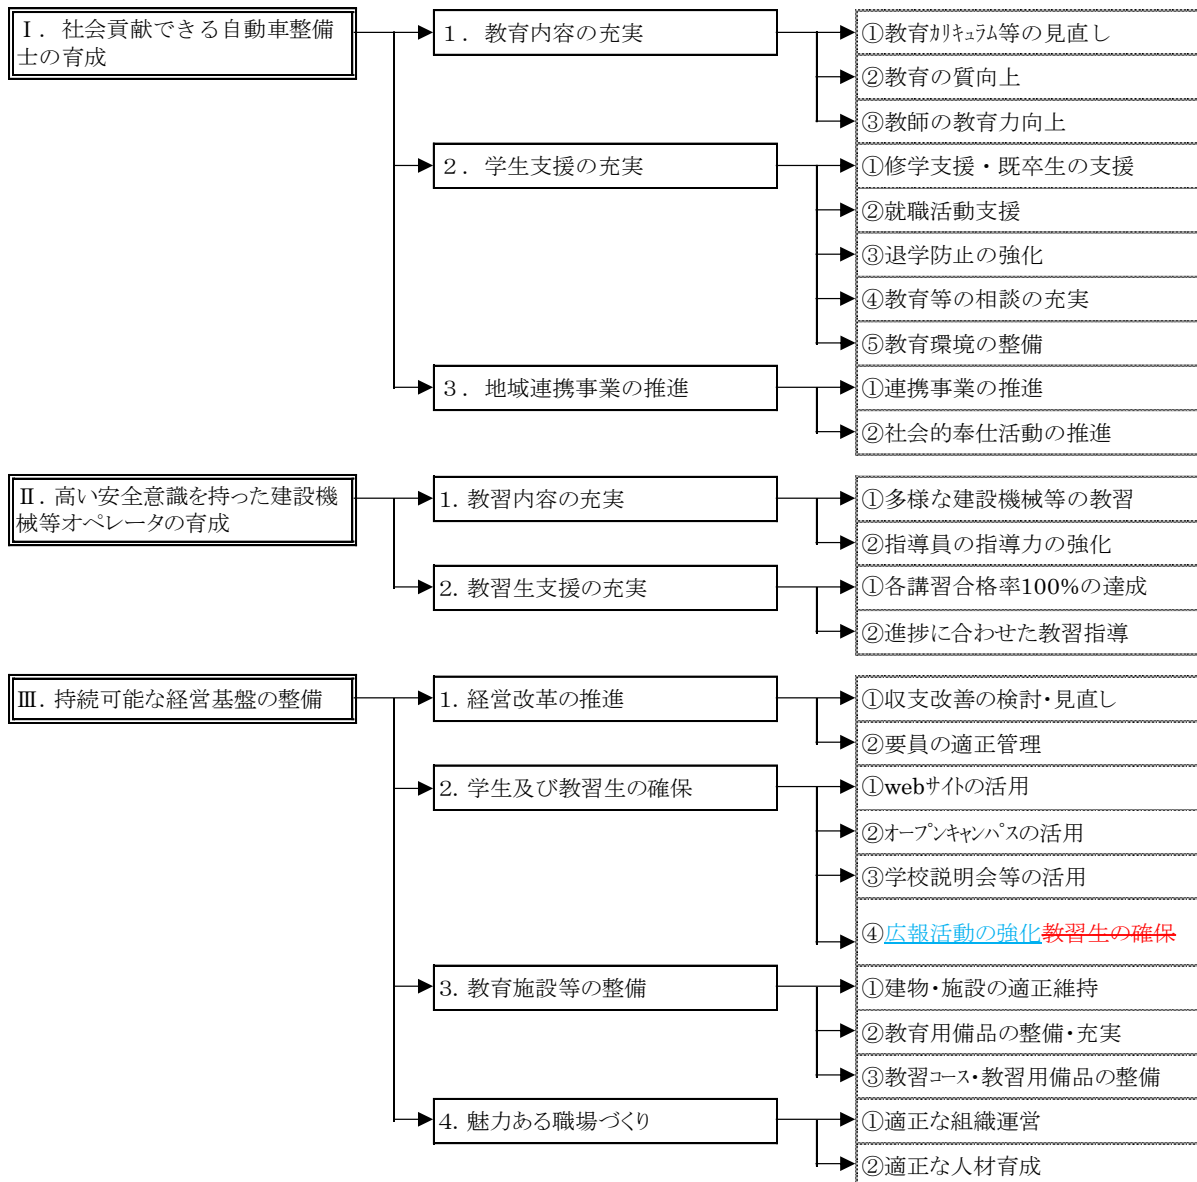 Ⅰ．社会貢献できる自動車整備
士の育成
１．教育内容の充実
①教育ｶﾘｷｭﾗﾑ等の見直し
②教育の質向上
③教師の教育力向上
２．学生支援の充実
①修学支援・既卒生の支援
②就職活動支援
③退学防止の強化
④教育等の相談の充実
⑤教育環境の整備
３．地域連携事業の推進
①連携事業の推進
②社会的奉仕活動の推進
Ⅱ．高い安全意識を持った建設機
械等オペレータの育成
1. 教習内容の充実
①多様な建設機械等の教習
②指導員の指導力の強化
2. 教習生支援の充実
①各講習合格率100%の達成
②進捗に合わせた教習指導
Ⅲ．持続可能な経営基盤の整備
1. 経営改革の推進
①収支改善の検討・見直し
②要員の適正管理
2. 学生及び教習生の確保
①webｻｲﾄの活用
②ｵｰﾌﾟﾝｷｬﾝﾊﾟｽの活用
③学校説明会等の活用
④広報活動の強化教習生の確保
3. 教育施設等の整備
①建物・施設の適正維持
②教育用備品の整備・充実
③教習ｺｰｽ・教習用備品の整備
4. 魅力ある職場づくり
①適正な組織運営
②適正な人材育成